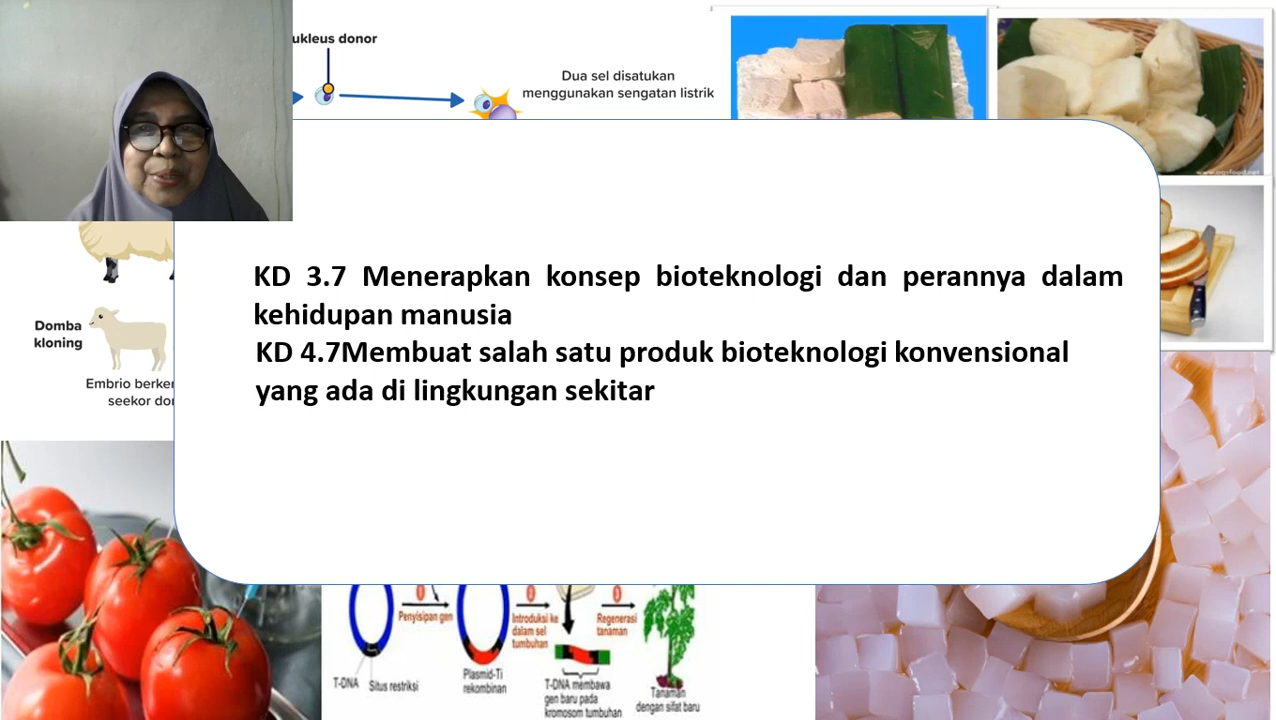 ukleus donor
Dua sel disatukan
menggunakan sengatan listrik
KD 3.7 Menerapkan konsep bioteknologi dan perannya dalam
kehidupan manusia
KD 4.7Membuat salah satu produk bioteknologi konvensional
yang ada di lingkungan sekitar
Domba
kloning
Embrio berken
seekor dor
Penyisipan gen
Introduksi ke
dalam sel
tumbuhan
Regenerasi
tanaman
T-DNA
Situs restriksi
Plasmid-Ti
rekombinan
T-DNA membawa
gen baru pada
kromosom tumbuhan
Tanaman
dengan sifat baru